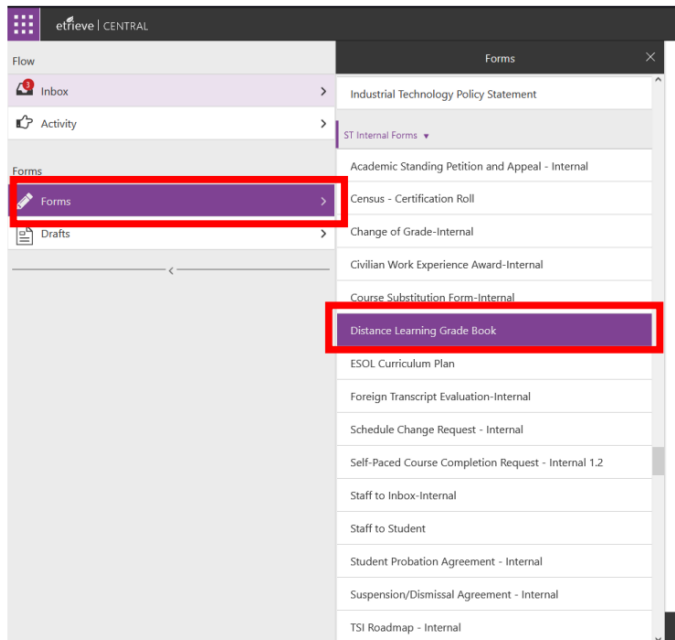 etrieve | CENTRAL
Flow
3
Inbox
Activity
Forms
Forms
Drafts
Forms
Industrial Technology Policy Statement
ST Internal Forms
Academic Standing Petition and Appeal - Internal
Census - Certification Roll
Change of Grade-Internal
Civilian Work Experience Award-Internal
Course Substitution Form-Internal
Distance Learning Grade Book
ESOL Curriculum Plan
Foreign Transcript Evaluation-Internal
Schedule Change Request - Internal
Self-Paced Course Completion Request - Internal 1.2
Staff to Inbox-Internal
Staff to Student
Student Probation Agreement - Internal
Suspension/Dismissal Agreement - Internal
TSI Roadmap - Internal